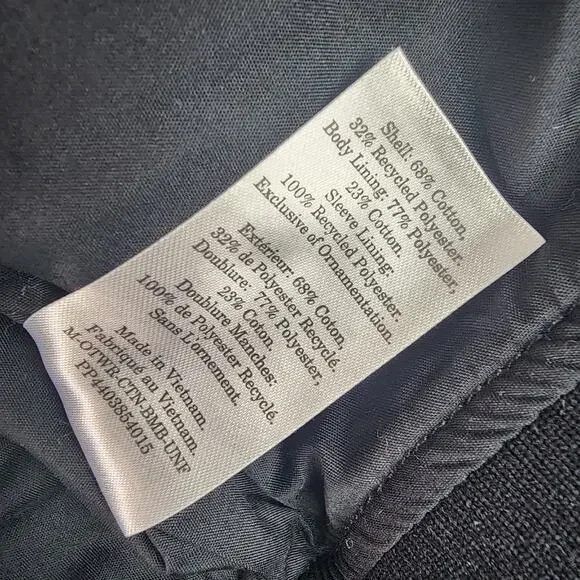 Shell: 68% Cotton,
32% Recycled Polyester.
Body Lining: 77% Polyester,
23% Cotton.
Sleeve Lining:
100% Recycled Polyester.
Exclusive of Ornamentation.
Extérieur: 68% Coton,
32% de Polyester Recyclé.
Doublure: 77% Polyester,
23% Coton.
Doublure Manches:
100% de Polyester Recyclé.
Sans L'ornement.
Made in Vietnam.
Fabriqué au Vietnam.
M-OTWR-CTN-BMB-UNF
PP4403854015